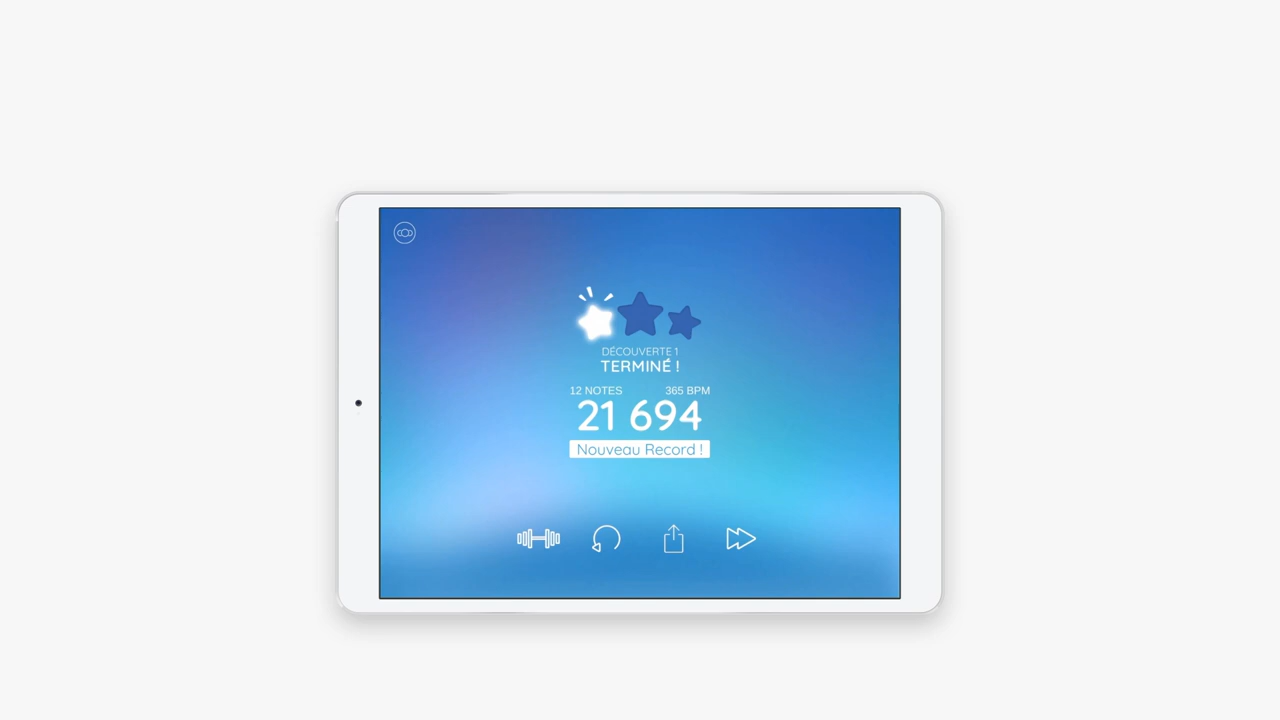 DÉCOUVERTE 1
TERMINÉ !
12 NOTES 365 BPM
21 694
Nouveau Record !